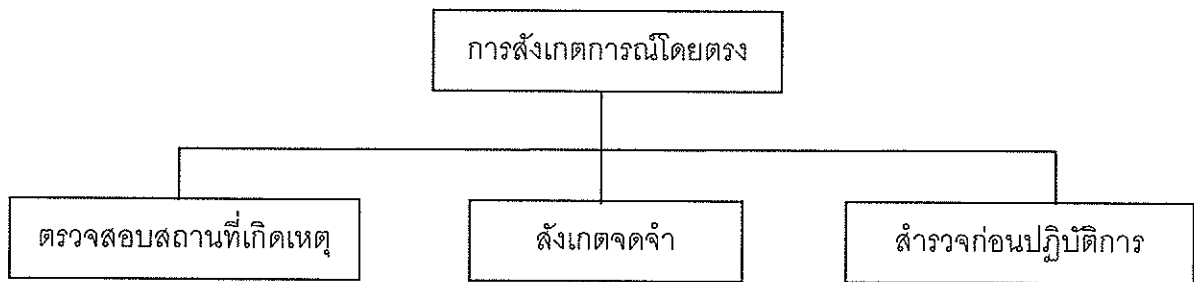 การสังเกตการณ์โดยตรง
ตรวจสอบสถานที่เกิดเหตุ
สังเกตจดจำ
สำรวจก่อนปฏิบัติการ